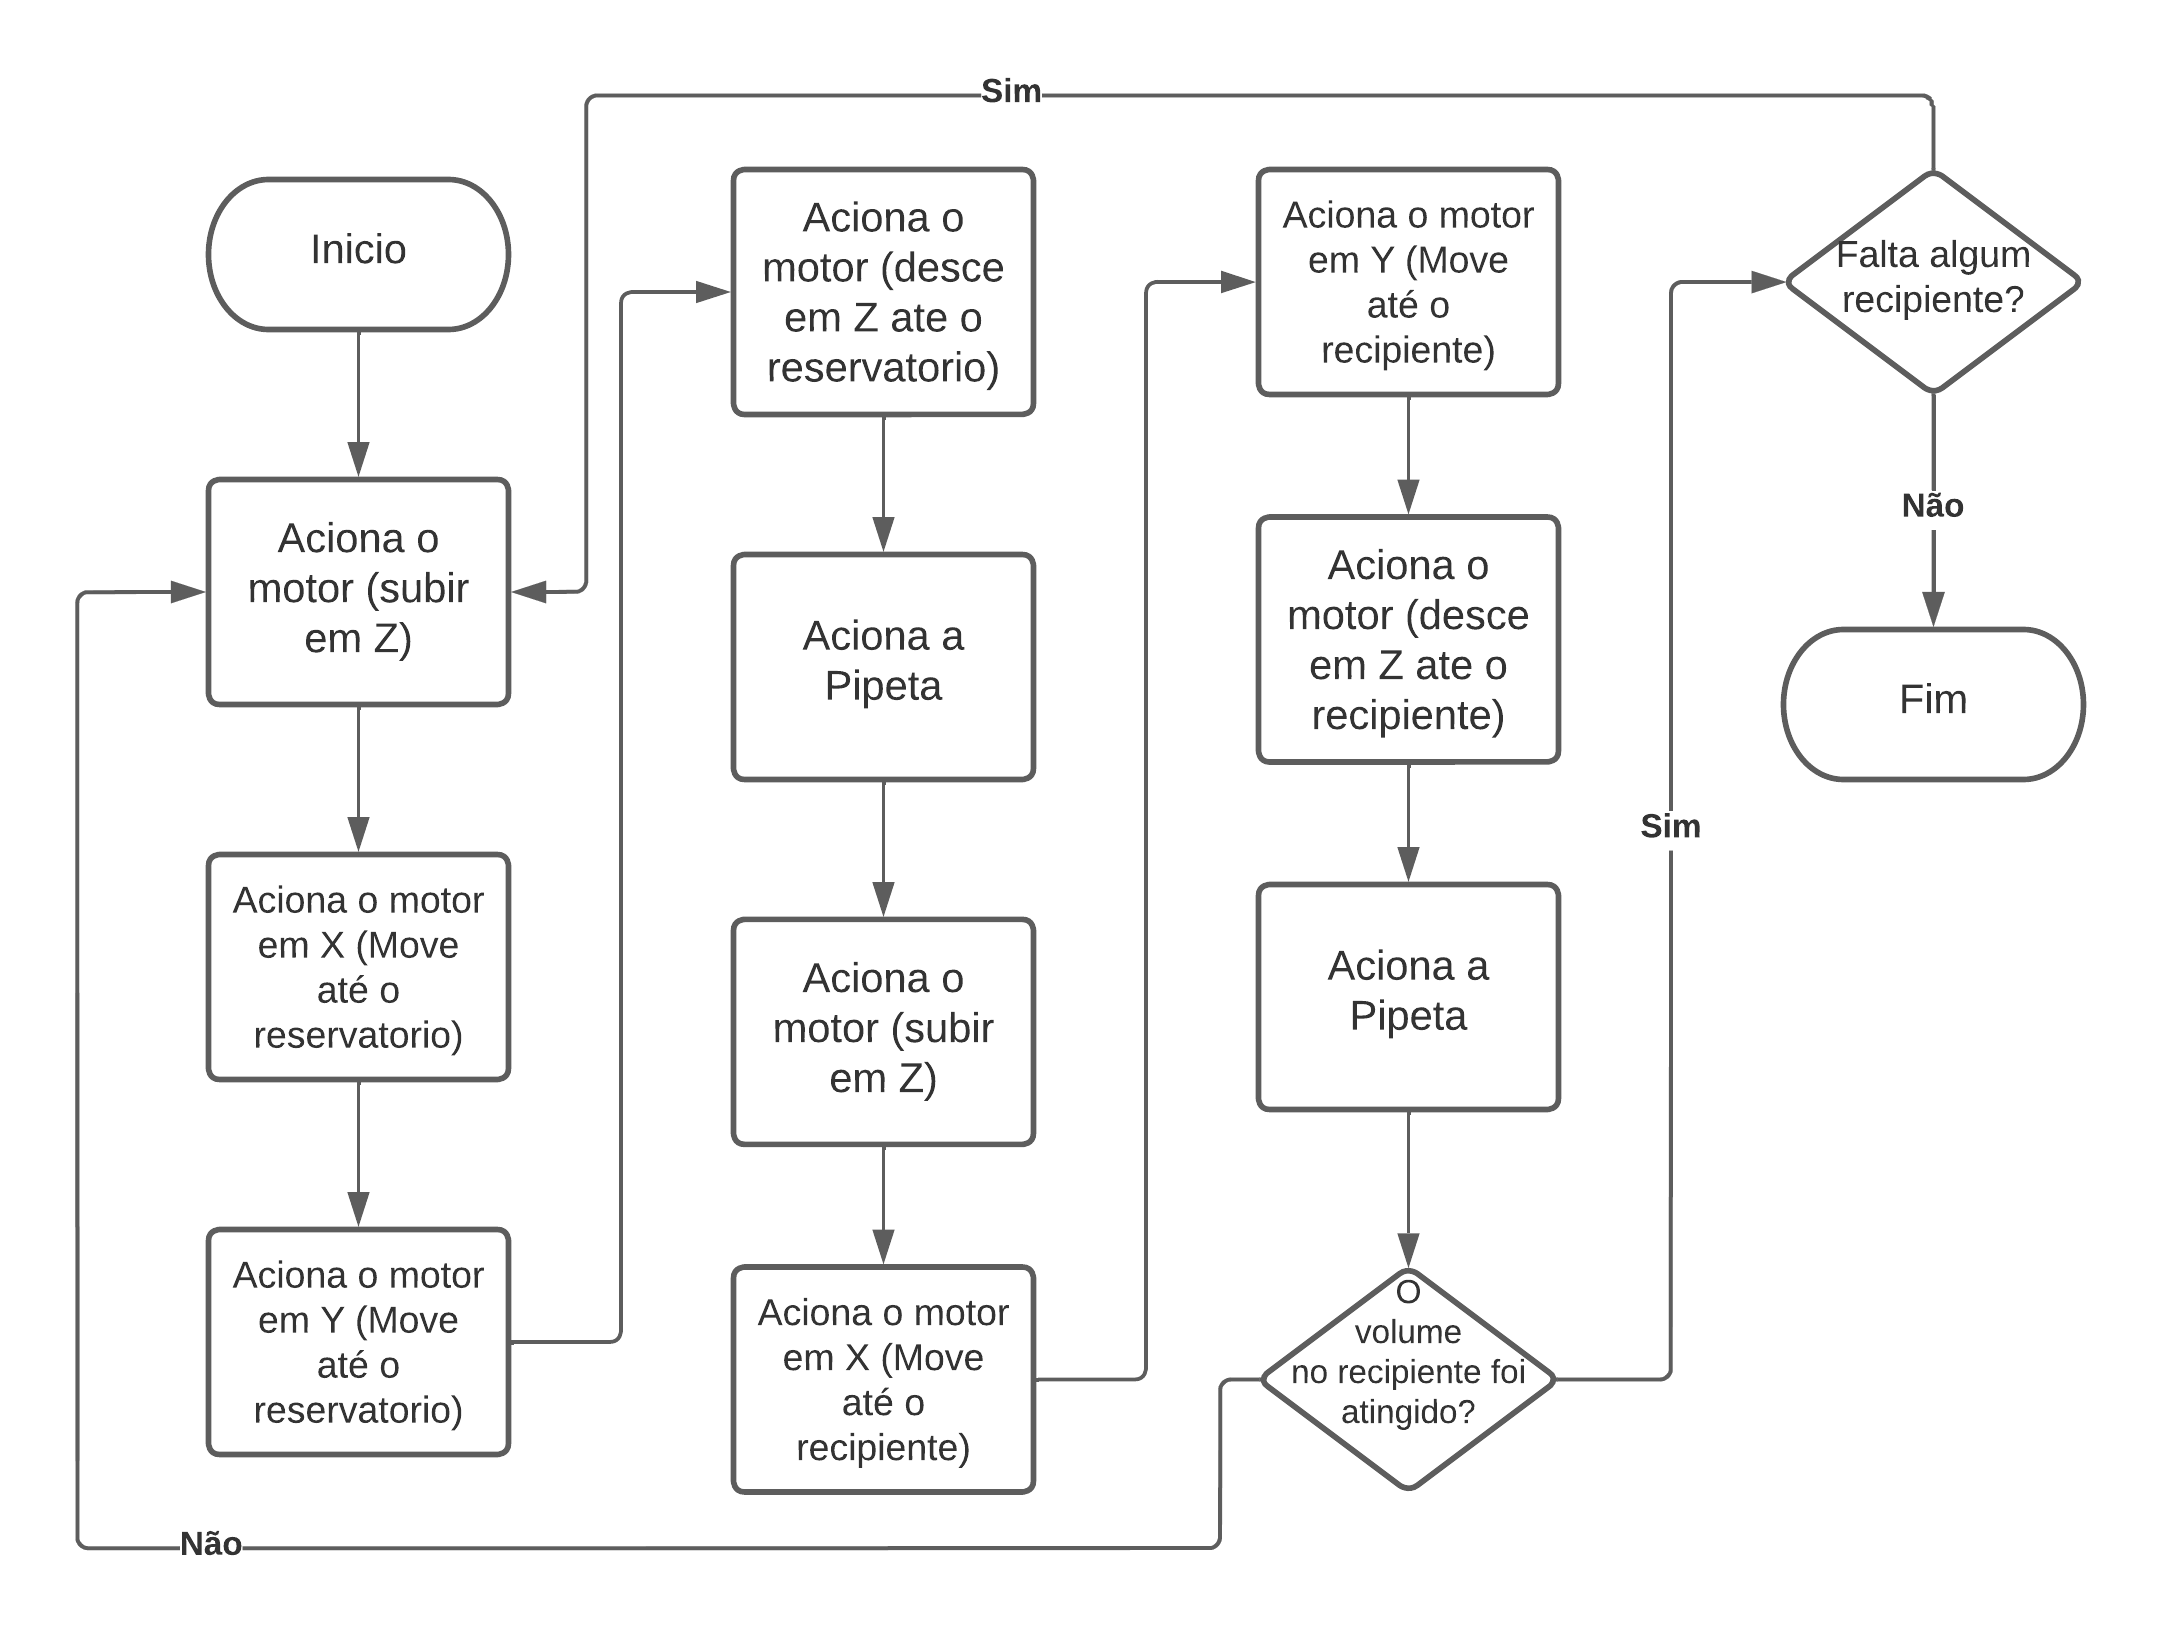 Sim
Inicio
Aciona o
motor (subir
em Z)
Aciona o motor
em X (Move
até o
reservatorio)
Aciona o motor
em Y (Move
até o
reservatorio)
Aciona o
motor (desce
em Z ate o
reservatorio)
Aciona a
Pipeta
Aciona o
motor (subir
em Z)
Aciona o motor
em X (Move
até o
recipiente)
Aciona o motor
em Y (Move
até o
recipiente)
Aciona o
motor (desce
em Z ate o
recipiente)
Aciona a
Pipeta
O
volume
no recipiente foi
atingido?
Não
Sim
Falta algum
recipiente?
Não
Fim